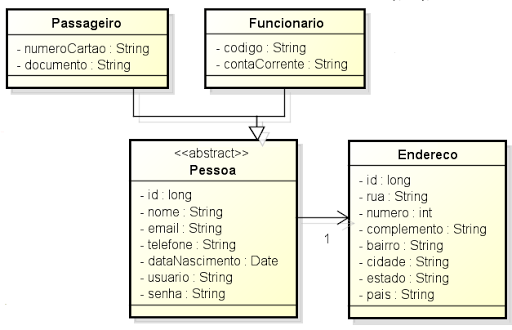 Passageiro
- numeroCartao : String
- documento : String
Funcionario
- codigo : String
- contaCorrente : String
<<abstract>>
Pessoa
- id : long
- nome : String
- email : String
- telefone : String
- dataNascimento : Date
- usuario : String
- senha : String
1
Endereco
- id : long
- rua : String
- numero : int
- complemento : String
- bairro : String
- cidade : String
- estado : String
- pais : String